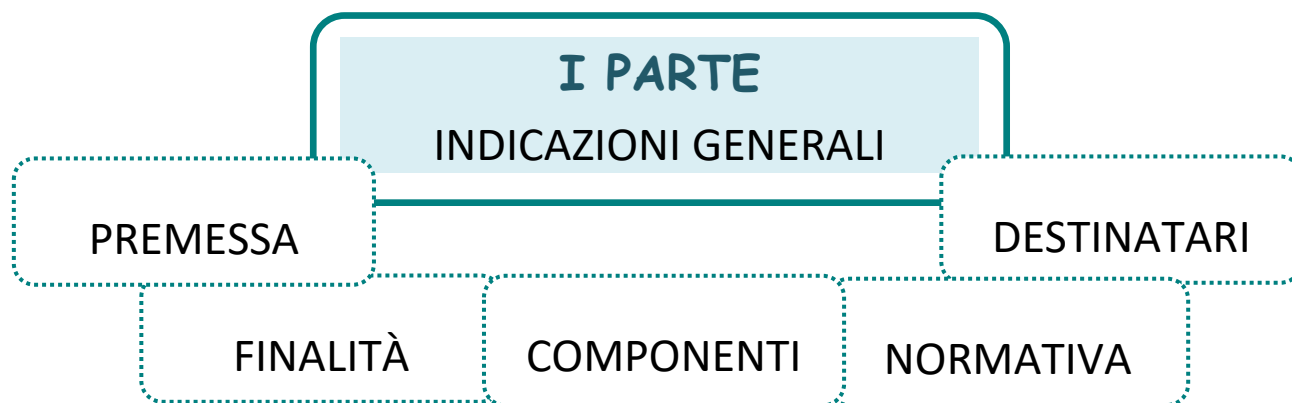 I PARTE
INDICAZIONI GENERALI
PREMESSA
DESTINATARI
FINALITÀ
COMPONENTI
NORMATIVA